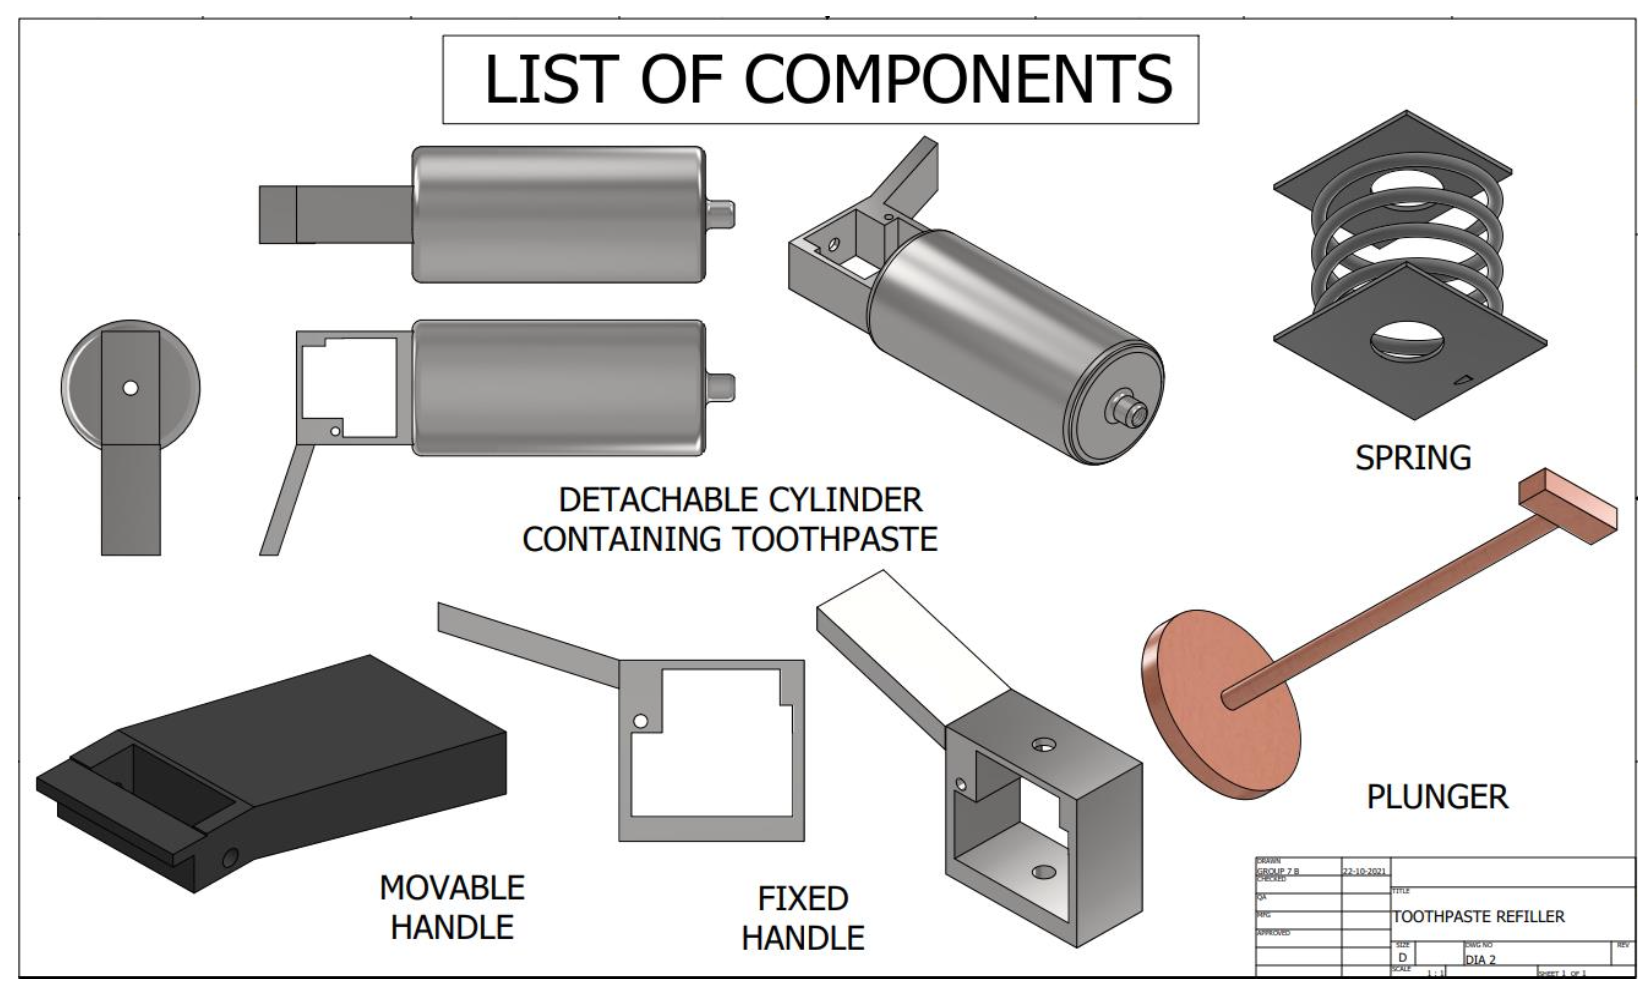 LIST OF COMPONENTS
SPRING
DETACHABLE CYLINDER
CONTAINING TOOTHPASTE
PLUNGER
MOVABLE
HANDLE
FIXED
HANDLE
DRAWN
GROUP 7 B
22-10-2021
CHECKED
QA
MFG
APPROVED
TITLE
TOOTHPASTE REFILLER
SIZE
D
DWG NO
DIA 2
REV
SCALE
1 : 1
SHEET 1 OF 1